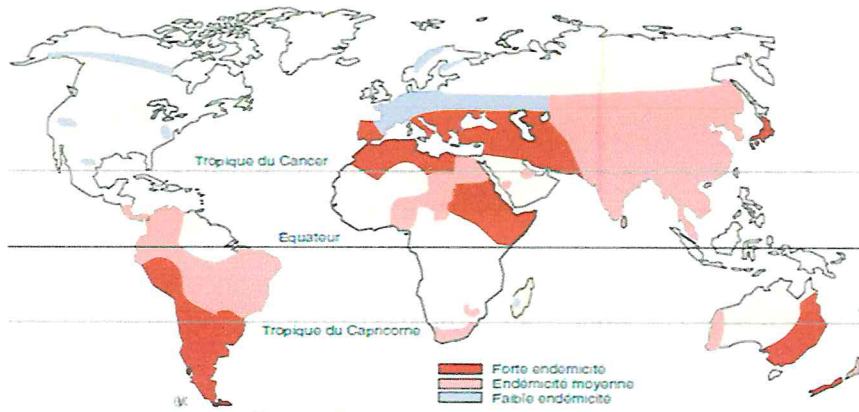 Tropique du Cancer
Equateur
Tropique du Capricorne
Forte endémicité
Endémicité moyenne
Faible endémicité